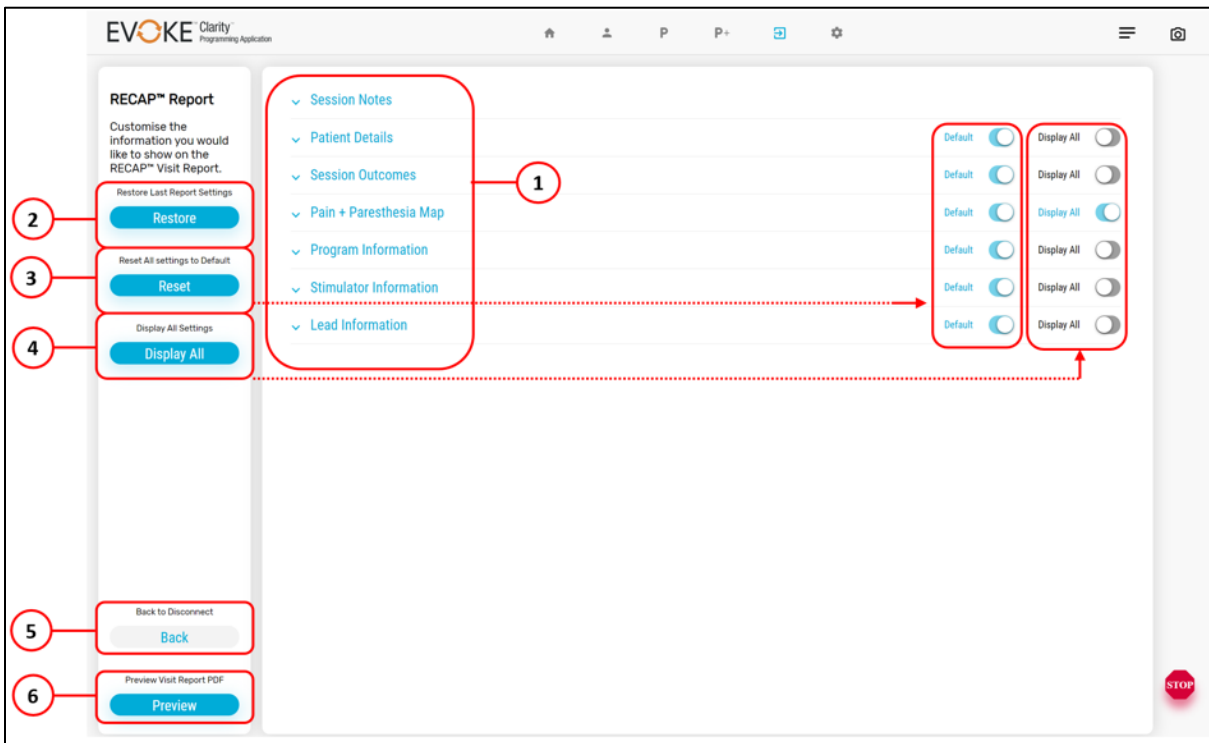 EVOKE™ Clarity™
Programming Application
P
P+
RECAP™ Report
Customise the
information you would
like to show on the
RECAP™ Visit Report.
Restore Last Report Settings
Restore
Reset All settings to Default
Reset
Display All Settings
Display All
Back to Disconnect
Back
Preview Visit Report PDF
Preview
2
3
4
5
6
Session Notes
Patient Details
Default
Display All
Session Outcomes
Default
Display All
Pain + Paresthesia Map
Default
Display All
Program Information
Default
Display All
Stimulator Information
Default
Display All
Lead Information
Default
Display All
1
STOP